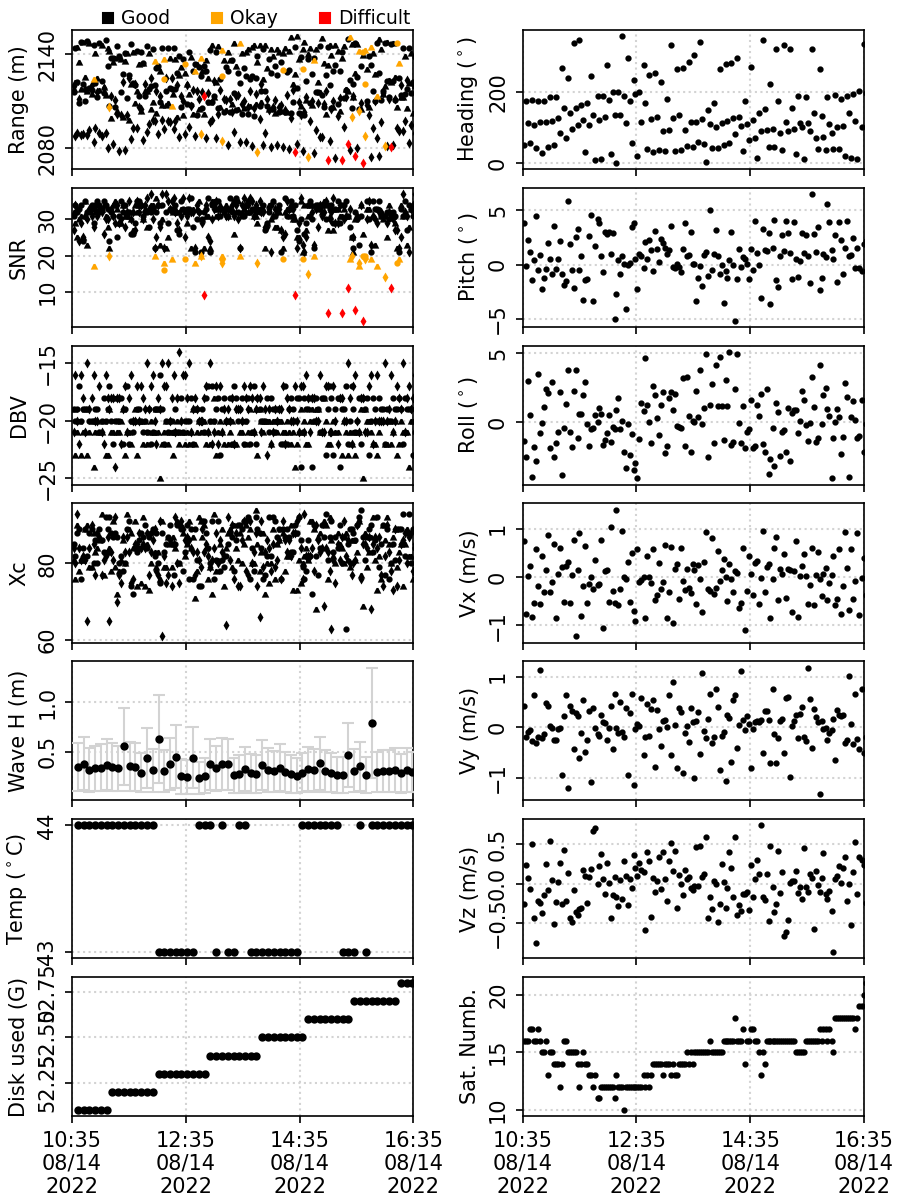 Good Okay Difficult
Range (m)
2140
2080
Heading (°)
200
0
SNR
30
20
10
Pitch (°)
5
0
−5
DBV
−15
−20
−25
Roll (°)
5
0
Xc
80
60
Vx (m/s)
1
0
−1
Wave H (m)
1.0
0.5
Vy (m/s)
1
0
−1
Temp (°C)
44
43
Vz (m/s)
0.5
0.0
−0.5
Disk used (G)
52.75
52.50
52.25
Sat. Numb.
20
15
10
10:35 12:35 14:35 16:35 10:35 12:35 14:35 16:35
08/14 08/14 08/14 08/14 08/14 08/14 08/14 08/14
2022 2022 2022 2022 2022 2022 2022 2022